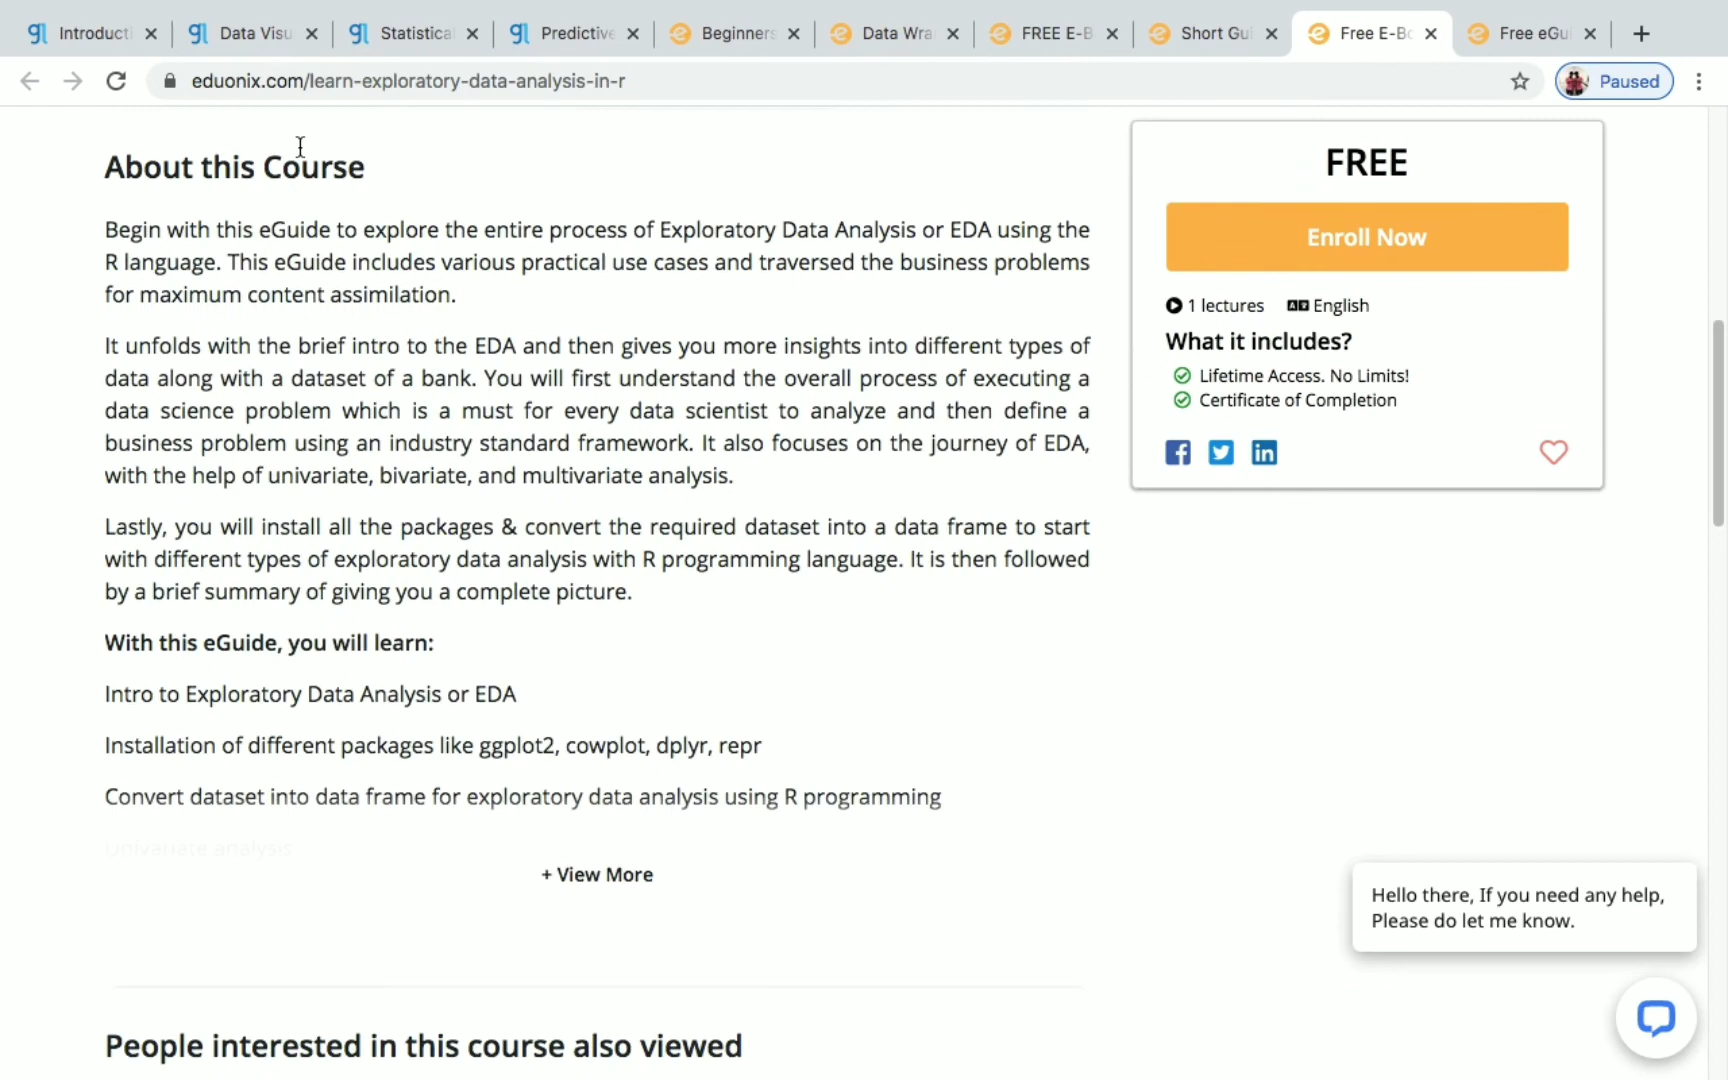 Introducti
Data Visu
Statistica
Predictive
Beginners
Data Wra
FREE E-B
Short Gui
Free E-Bo
Free eGui
eduonix.com/learn-exploratory-data-analysis-in-r
Paused
About this Course
Begin with this eGuide to explore the entire process of Exploratory Data Analysis or EDA using the
R language. This eGuide includes various practical use cases and traversed the business problems
for maximum content assimilation.
It unfolds with the brief intro to the EDA and then gives you more insights into different types of
data along with a dataset of a bank. You will first understand the overall process of executing a
data science problem which is a must for every data scientist to analyze and then define a
business problem using an industry standard framework. It also focuses on the journey of EDA,
with the help of univariate, bivariate, and multivariate analysis.
Lastly, you will install all the packages & convert the required dataset into a data frame to start
with different types of exploratory data analysis with R programming language. It is then followed
by a brief summary of giving you a complete picture.
With this eGuide, you will learn:
Intro to Exploratory Data Analysis or EDA
Installation of different packages like ggplot2, cowplot, dplyr, repr
Convert dataset into data frame for exploratory data analysis using R programming
Univariate analysis
+ View More
People interested in this course also viewed
FREE
Enroll Now
1 lectures
English
What it includes?
Lifetime Access. No Limits!
Certificate of Completion
Hello there, If you need any help,
Please do let me know.